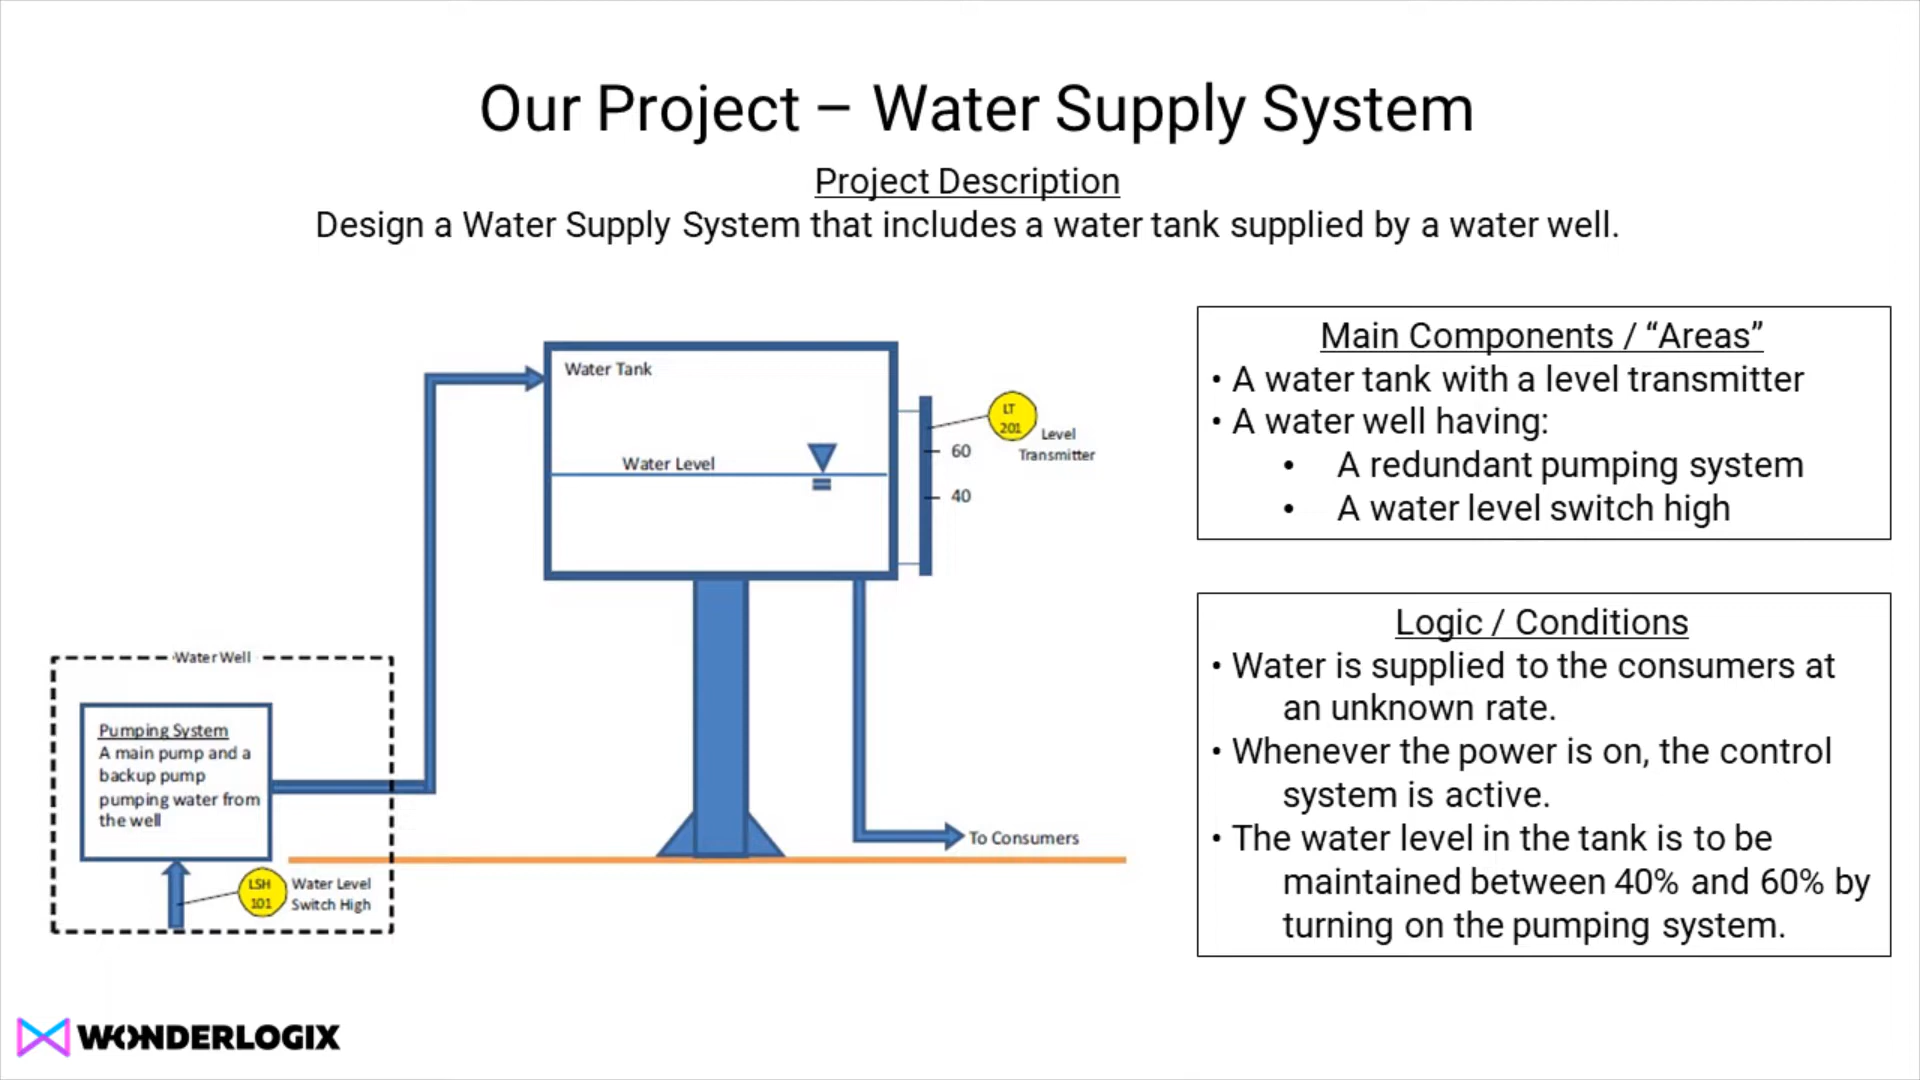 Our Project – Water Supply System
Project Description
Design a Water Supply System that includes a water tank supplied by a water well.
Water Tank
Water Level
LT
201
Level
Transmitter
60
40
Water Well
Pumping System
A main pump and a
backup pump
pumping water from
the well
LSH
101
Water Level
Switch High
To Consumers
Main Components / “Areas”
• A water tank with a level transmitter
• A water well having:
• A redundant pumping system
• A water level switch high
Logic / Conditions
• Water is supplied to the consumers at
an unknown rate.
• Whenever the power is on, the control
system is active.
• The water level in the tank is to be
maintained between 40% and 60% by
turning on the pumping system.
WONDERLOGIX